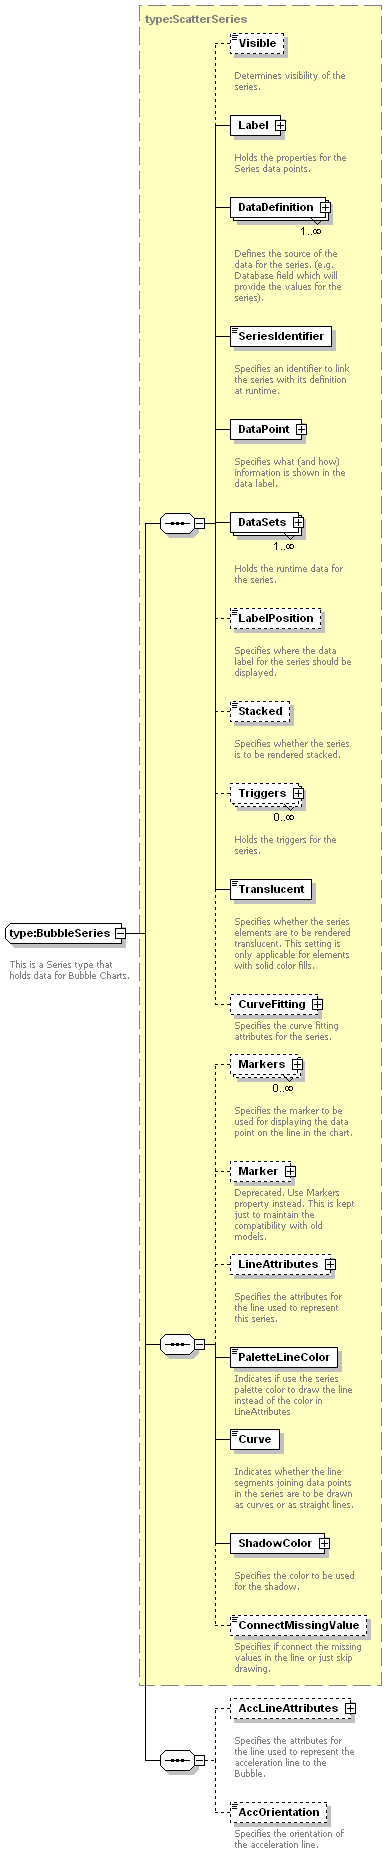 type:ScatterSeries
Visible
Determines visibility of the
series.
Label
Holds the properties for the
Series data points.
DataDefinition
1..∞
Defines the source of the
data for the series. (e.g.
Database field which will
provide the values for the
series).
SeriesIdentifier
Specifies an identifier to link
the series with its definition
at runtime.
DataPoint
Specifies what (and how)
information is shown in the
data label.
DataSets
1..∞
Holds the runtime data for
the series.
LabelPosition
Specifies where the data
label for the series should be
displayed.
Stacked
Specifies whether the series
is to be rendered stacked.
Triggers
0..∞
Holds the triggers for the
series.
Translucent
Specifies whether the series
elements are to be rendered
translucent. This setting is
only applicable for elements
with solid color fills.
type:BubbleSeries
This is a Series type that
holds data for Bubble Charts.
CurveFitting
Specifies the curve fitting
attributes for the series.
Markers
0..∞
Specifies the marker to be
used for displaying the data
point on the line in the chart.
Marker
Deprecated. Use Markers
property instead. This is kept
just to maintain the
compatibility with old
models.
LineAttributes
Specifies the attributes for
the line used to represent
this series.
PaletteLineColor
Indicates if use the series
palette color to draw the line
instead of the color in
LineAttributes
Curve
Indicates whether the line
segments joining data points
in the series are to be drawn
as curves or as straight lines.
ShadowColor
Specifies the color to be used
for the shadow.
ConnectMissingValue
Specifies if connect the missing
values in the line or just skip
drawing.
AccLineAttributes
Specifies the attributes for
the line used to represent the
acceleration line to the
Bubble.
AccOrientation
Specifies the orientation of
the acceleration line.